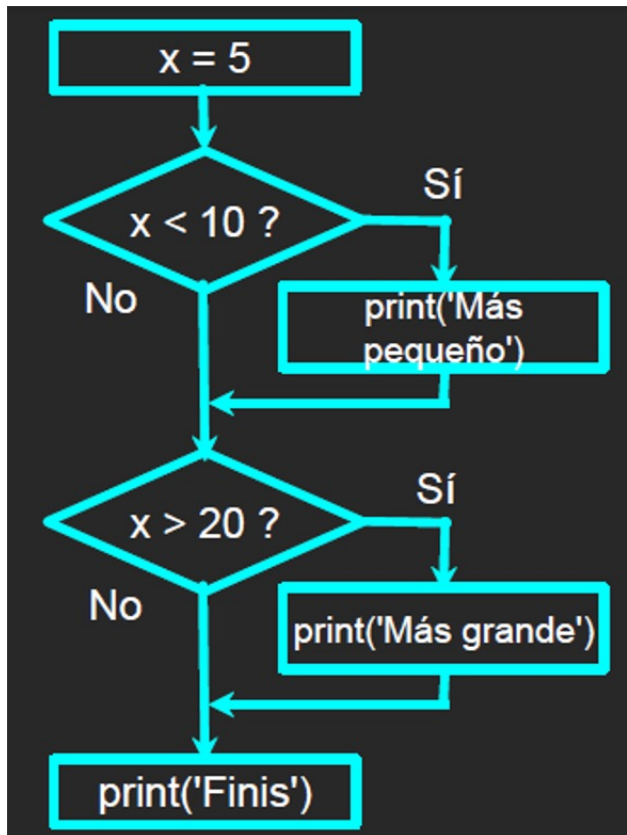 x = 5
x < 10 ?
Sí
No
print('Más
pequeño')
x > 20 ?
Sí
No
print('Más grande')
print('Finis')